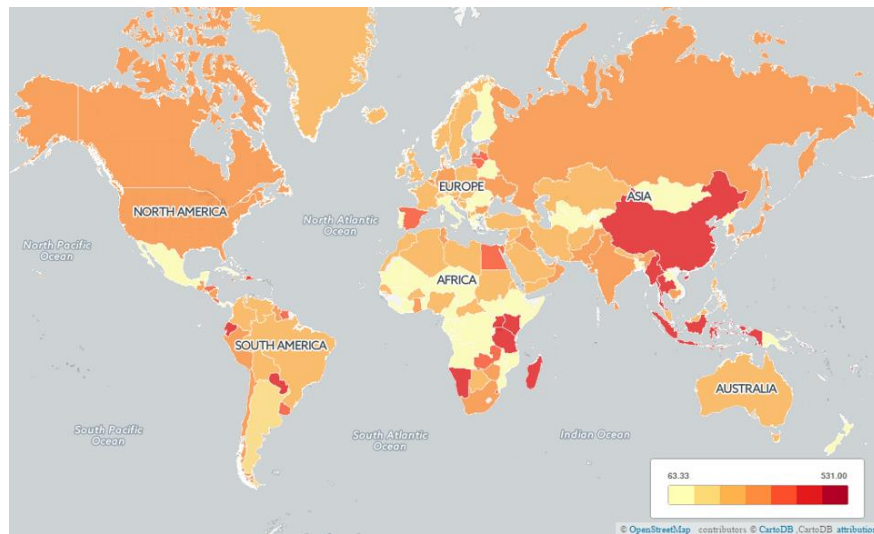 NORTH AMERICA
North Pacific
Ocean
North Atlantic
Ocean
EUROPE
ASIA
AFRICA
SOUTH AMERICA
AUSTRALIA
South Pacific
Ocean
South Atlantic
Ocean
Indian Ocean
63.33 531.00
© OpenStreetMap contributors © CartoDB ,CartoDB attribution